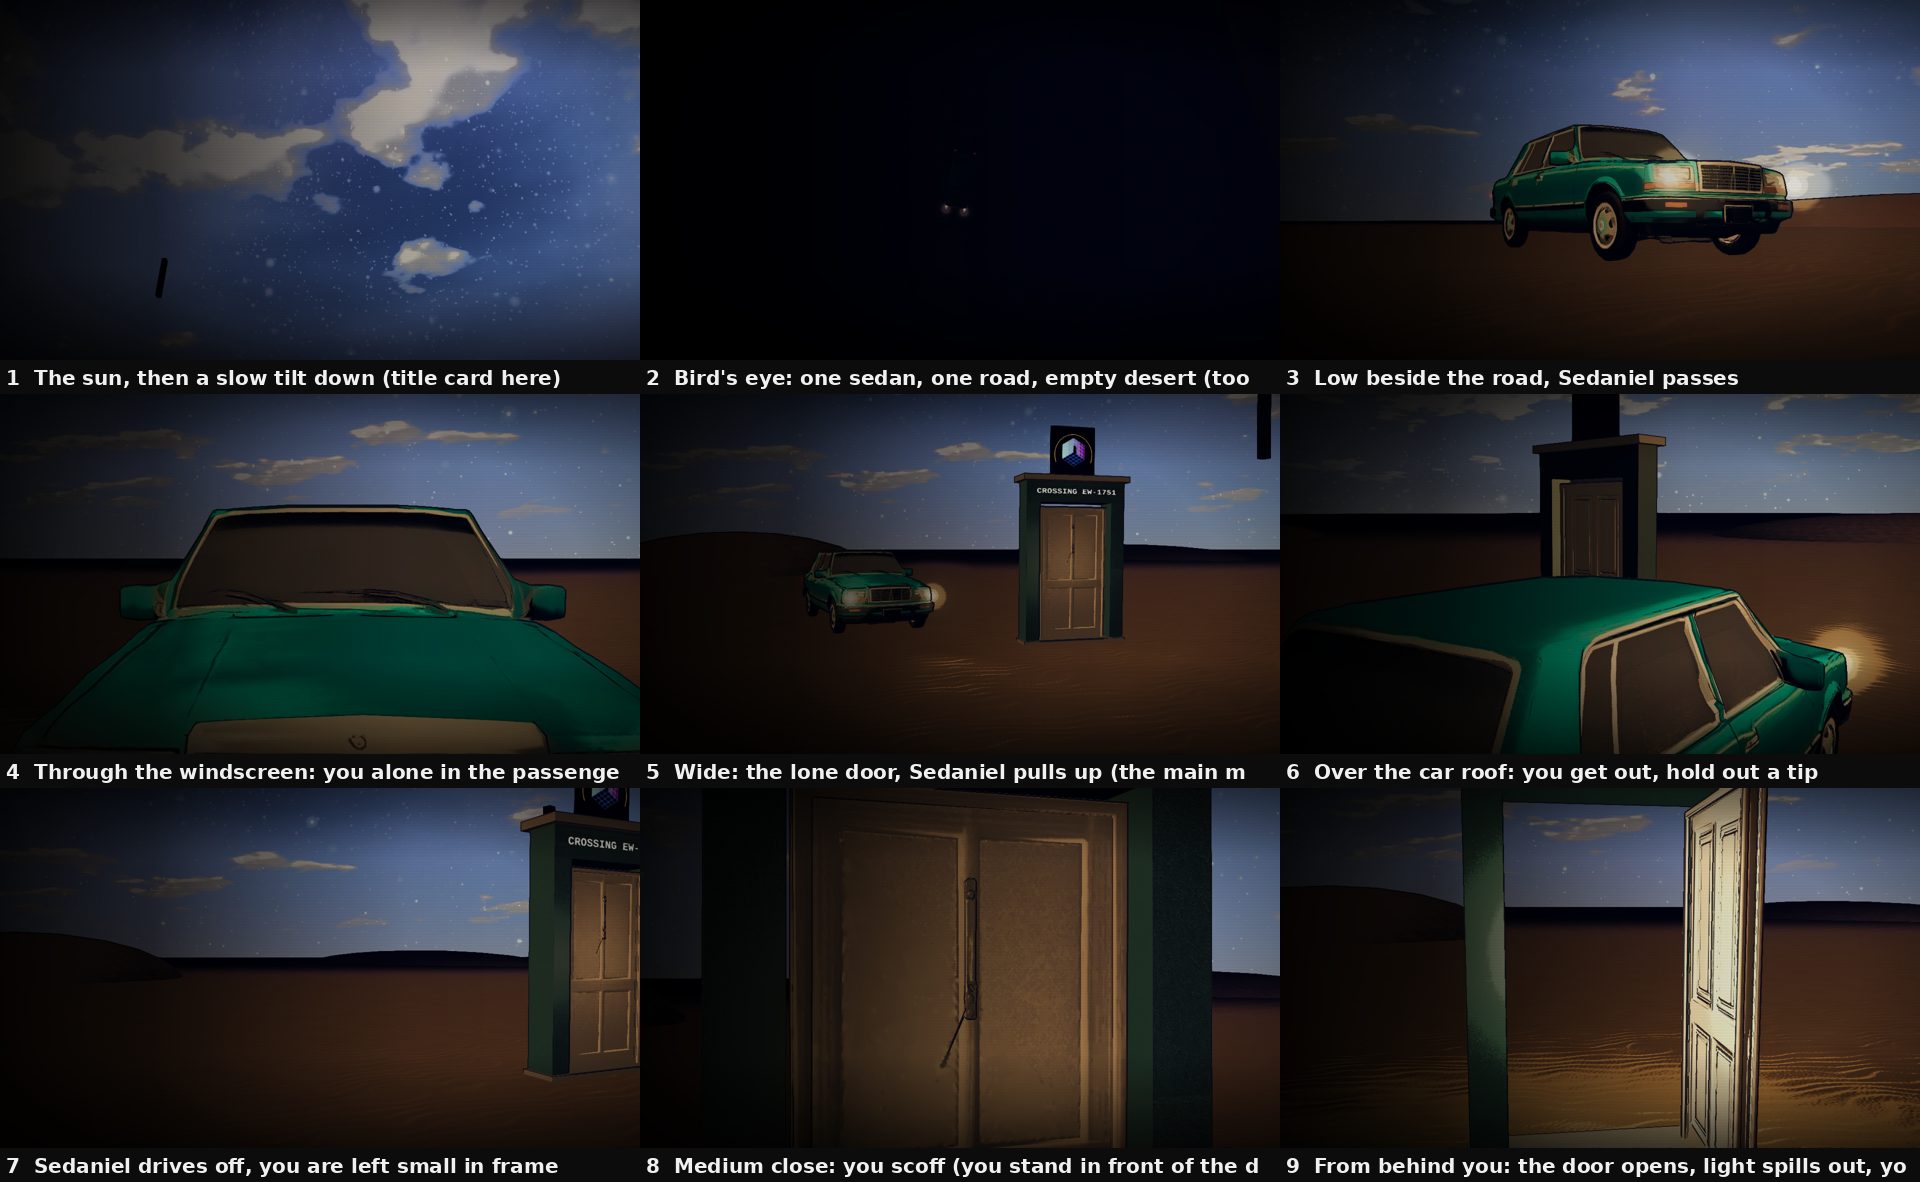 1 The sun, then a slow tilt down (title card here)
2 Bird's eye: one sedan, one road, empty desert (too
3 Low beside the road, Sedaniel passes
CROSSING EW-1751
4 Through the windscreen: you alone in the passenge
5 Wide: the lone door, Sedaniel pulls up (the main m
6 Over the car roof: you get out, hold out a tip
CROSSING EW-
7 Sedaniel drives off, you are left small in frame
8 Medium close: you scoff (you stand in front of the d
9 From behind you: the door opens, light spills out, yo